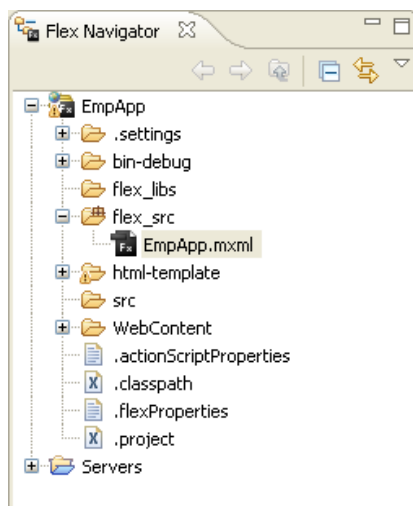 Flex Navigator
EmpApp
.settings
bin-debug
flex_libs
flex_src
EmpApp.mxml
html-template
src
WebContent
.actionScriptProperties
.classpath
.flexProperties
.project
Servers